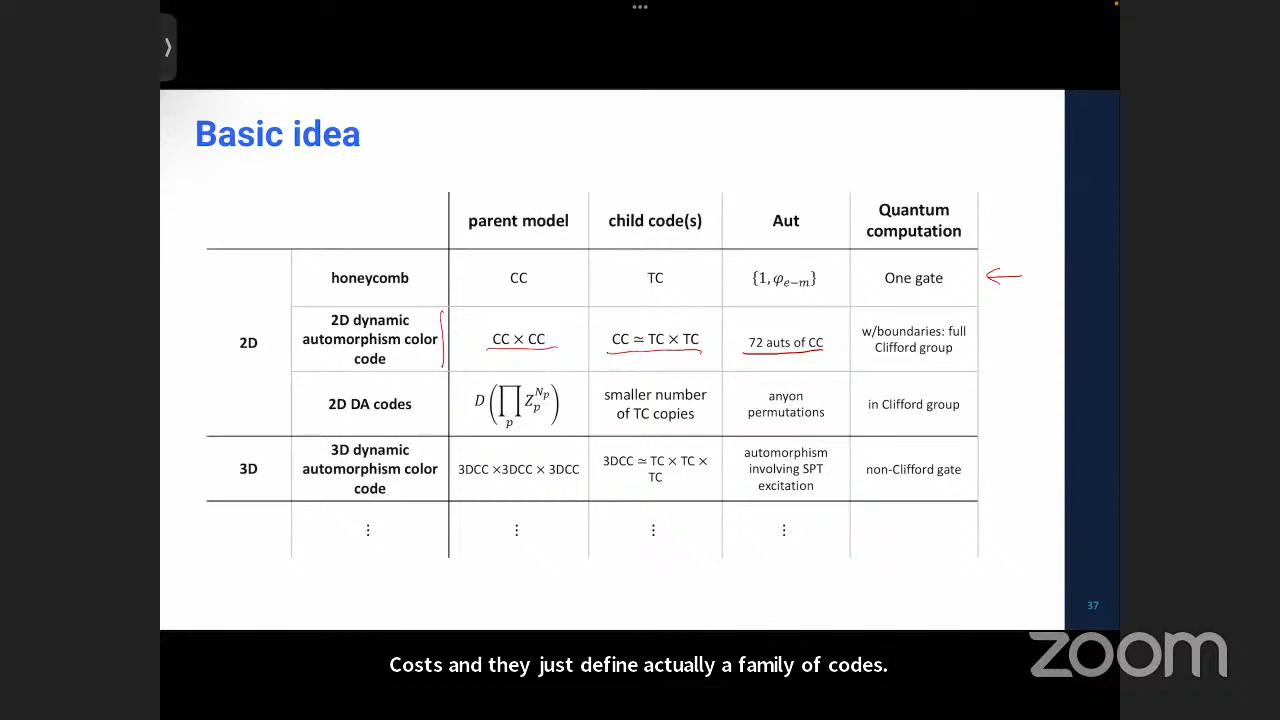 Basic idea
parent model
child code(s)
Aut
Quantum
computation
2D
honeycomb
CC
TC
{1, φ_{e−m}}
One gate
2D dynamic
automorphism color
code
CC × CC
CC ≃ TC × TC
72 auts of CC
w/boundaries: full
Clifford group
2D DA codes
D(∏_p Z_p^{N_p})
smaller number
of TC copies
anyon
permutations
in Clifford group
3D
3D dynamic
automorphism color
code
3DCC ×3DCC × 3DCC
3DCC ≃ TC × TC ×
TC
automorphism
involving SPT
excitation
non-Clifford gate
⋮
⋮
⋮
⋮
37
Costs and they just define actually a family of codes.
zoom